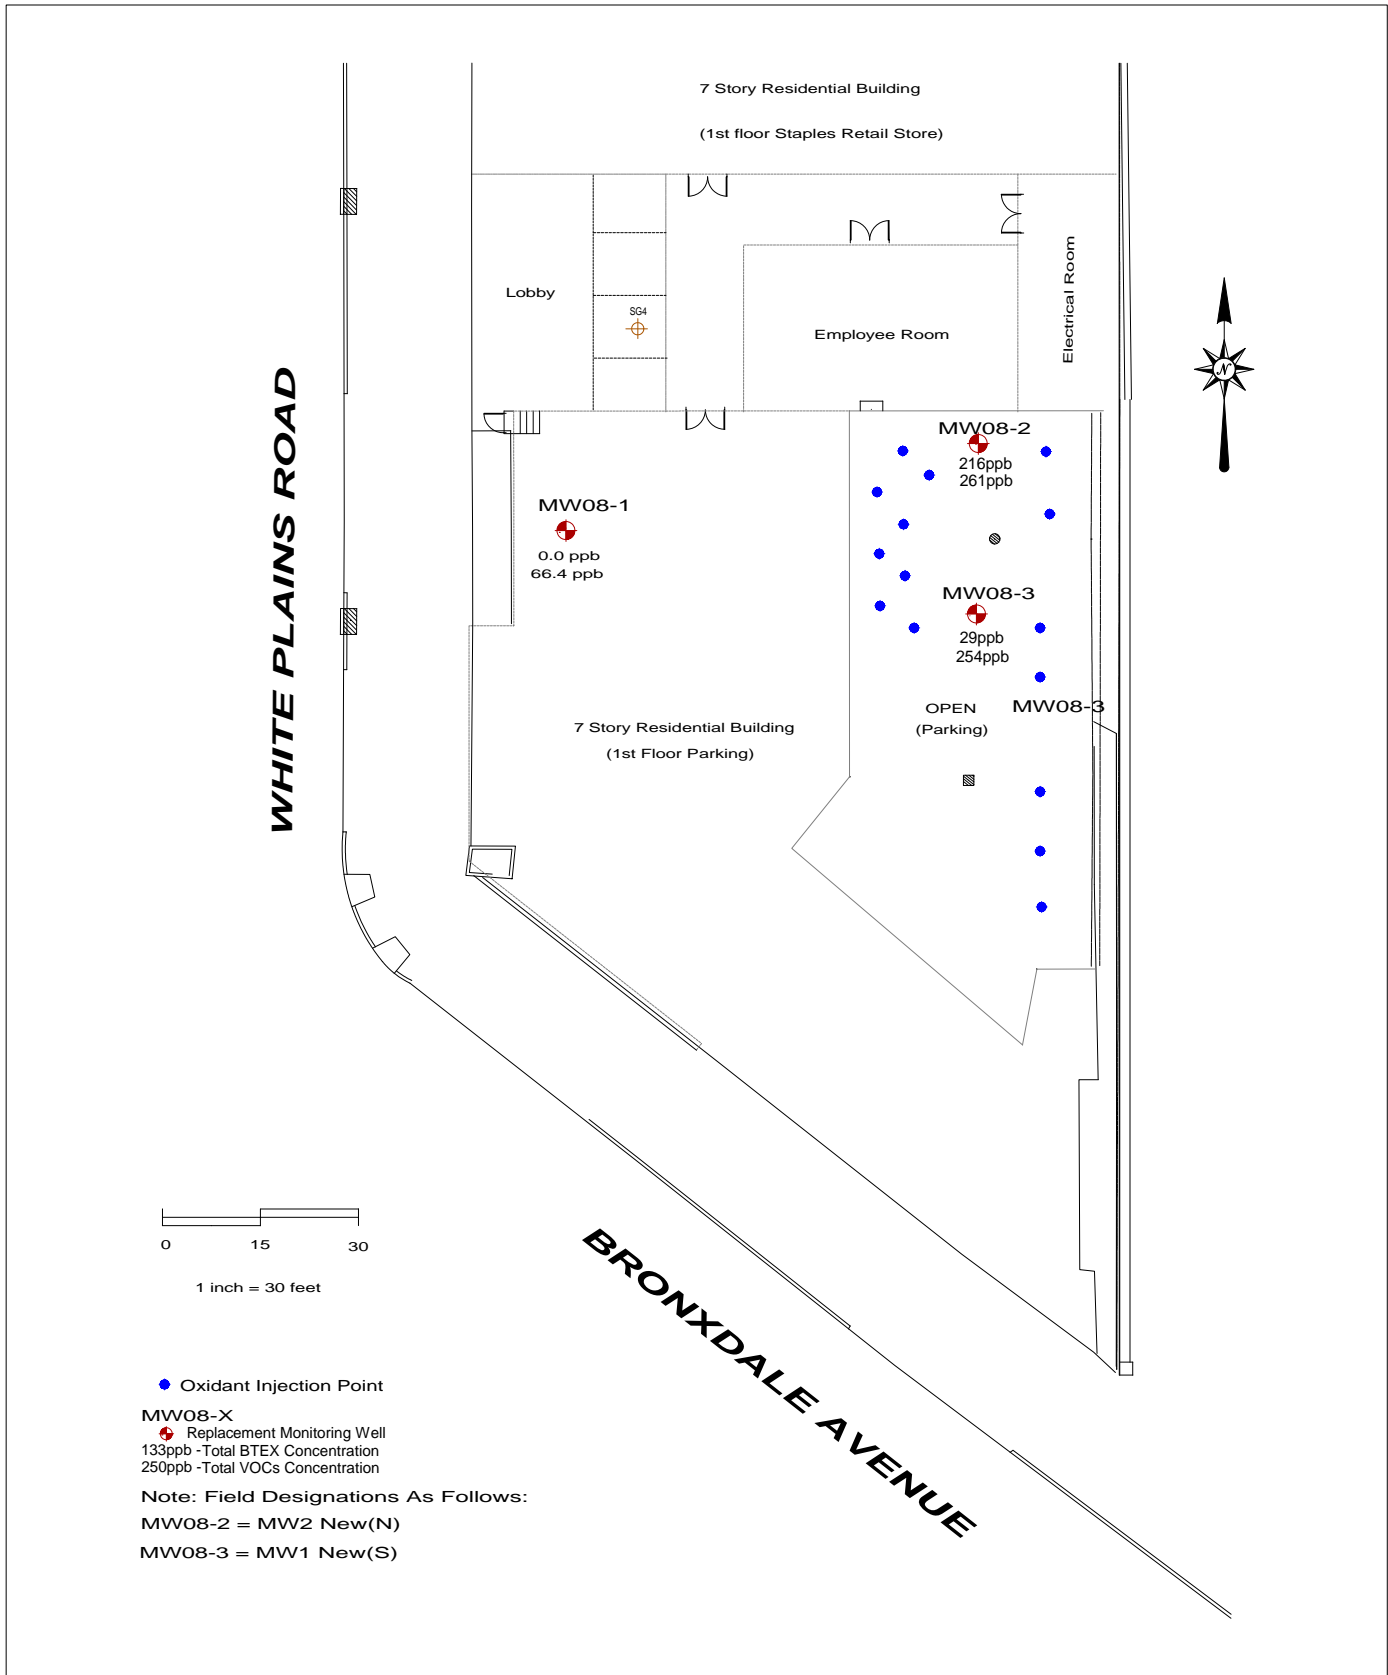 7 Story Residential Building
(1st floor Staples Retail Store)
Lobby
SG4
Employee Room
Electrical Room
N
WHITE PLAINS ROAD
MW08-1
0.0 ppb
66.4 ppb
MW08-2
216ppb
261ppb
MW08-3
29ppb
254ppb
OPEN
(Parking)
MW08-3
7 Story Residential Building
(1st Floor Parking)
BRONXDALE AVENUE
0 15 30
1 inch = 30 feet
Oxidant Injection Point
MW08-X
Replacement Monitoring Well
133ppb -Total BTEX Concentration
250ppb -Total VOCs Concentration
Note: Field Designations As Follows:
MW08-2 = MW2 New(N)
MW08-3 = MW1 New(S)